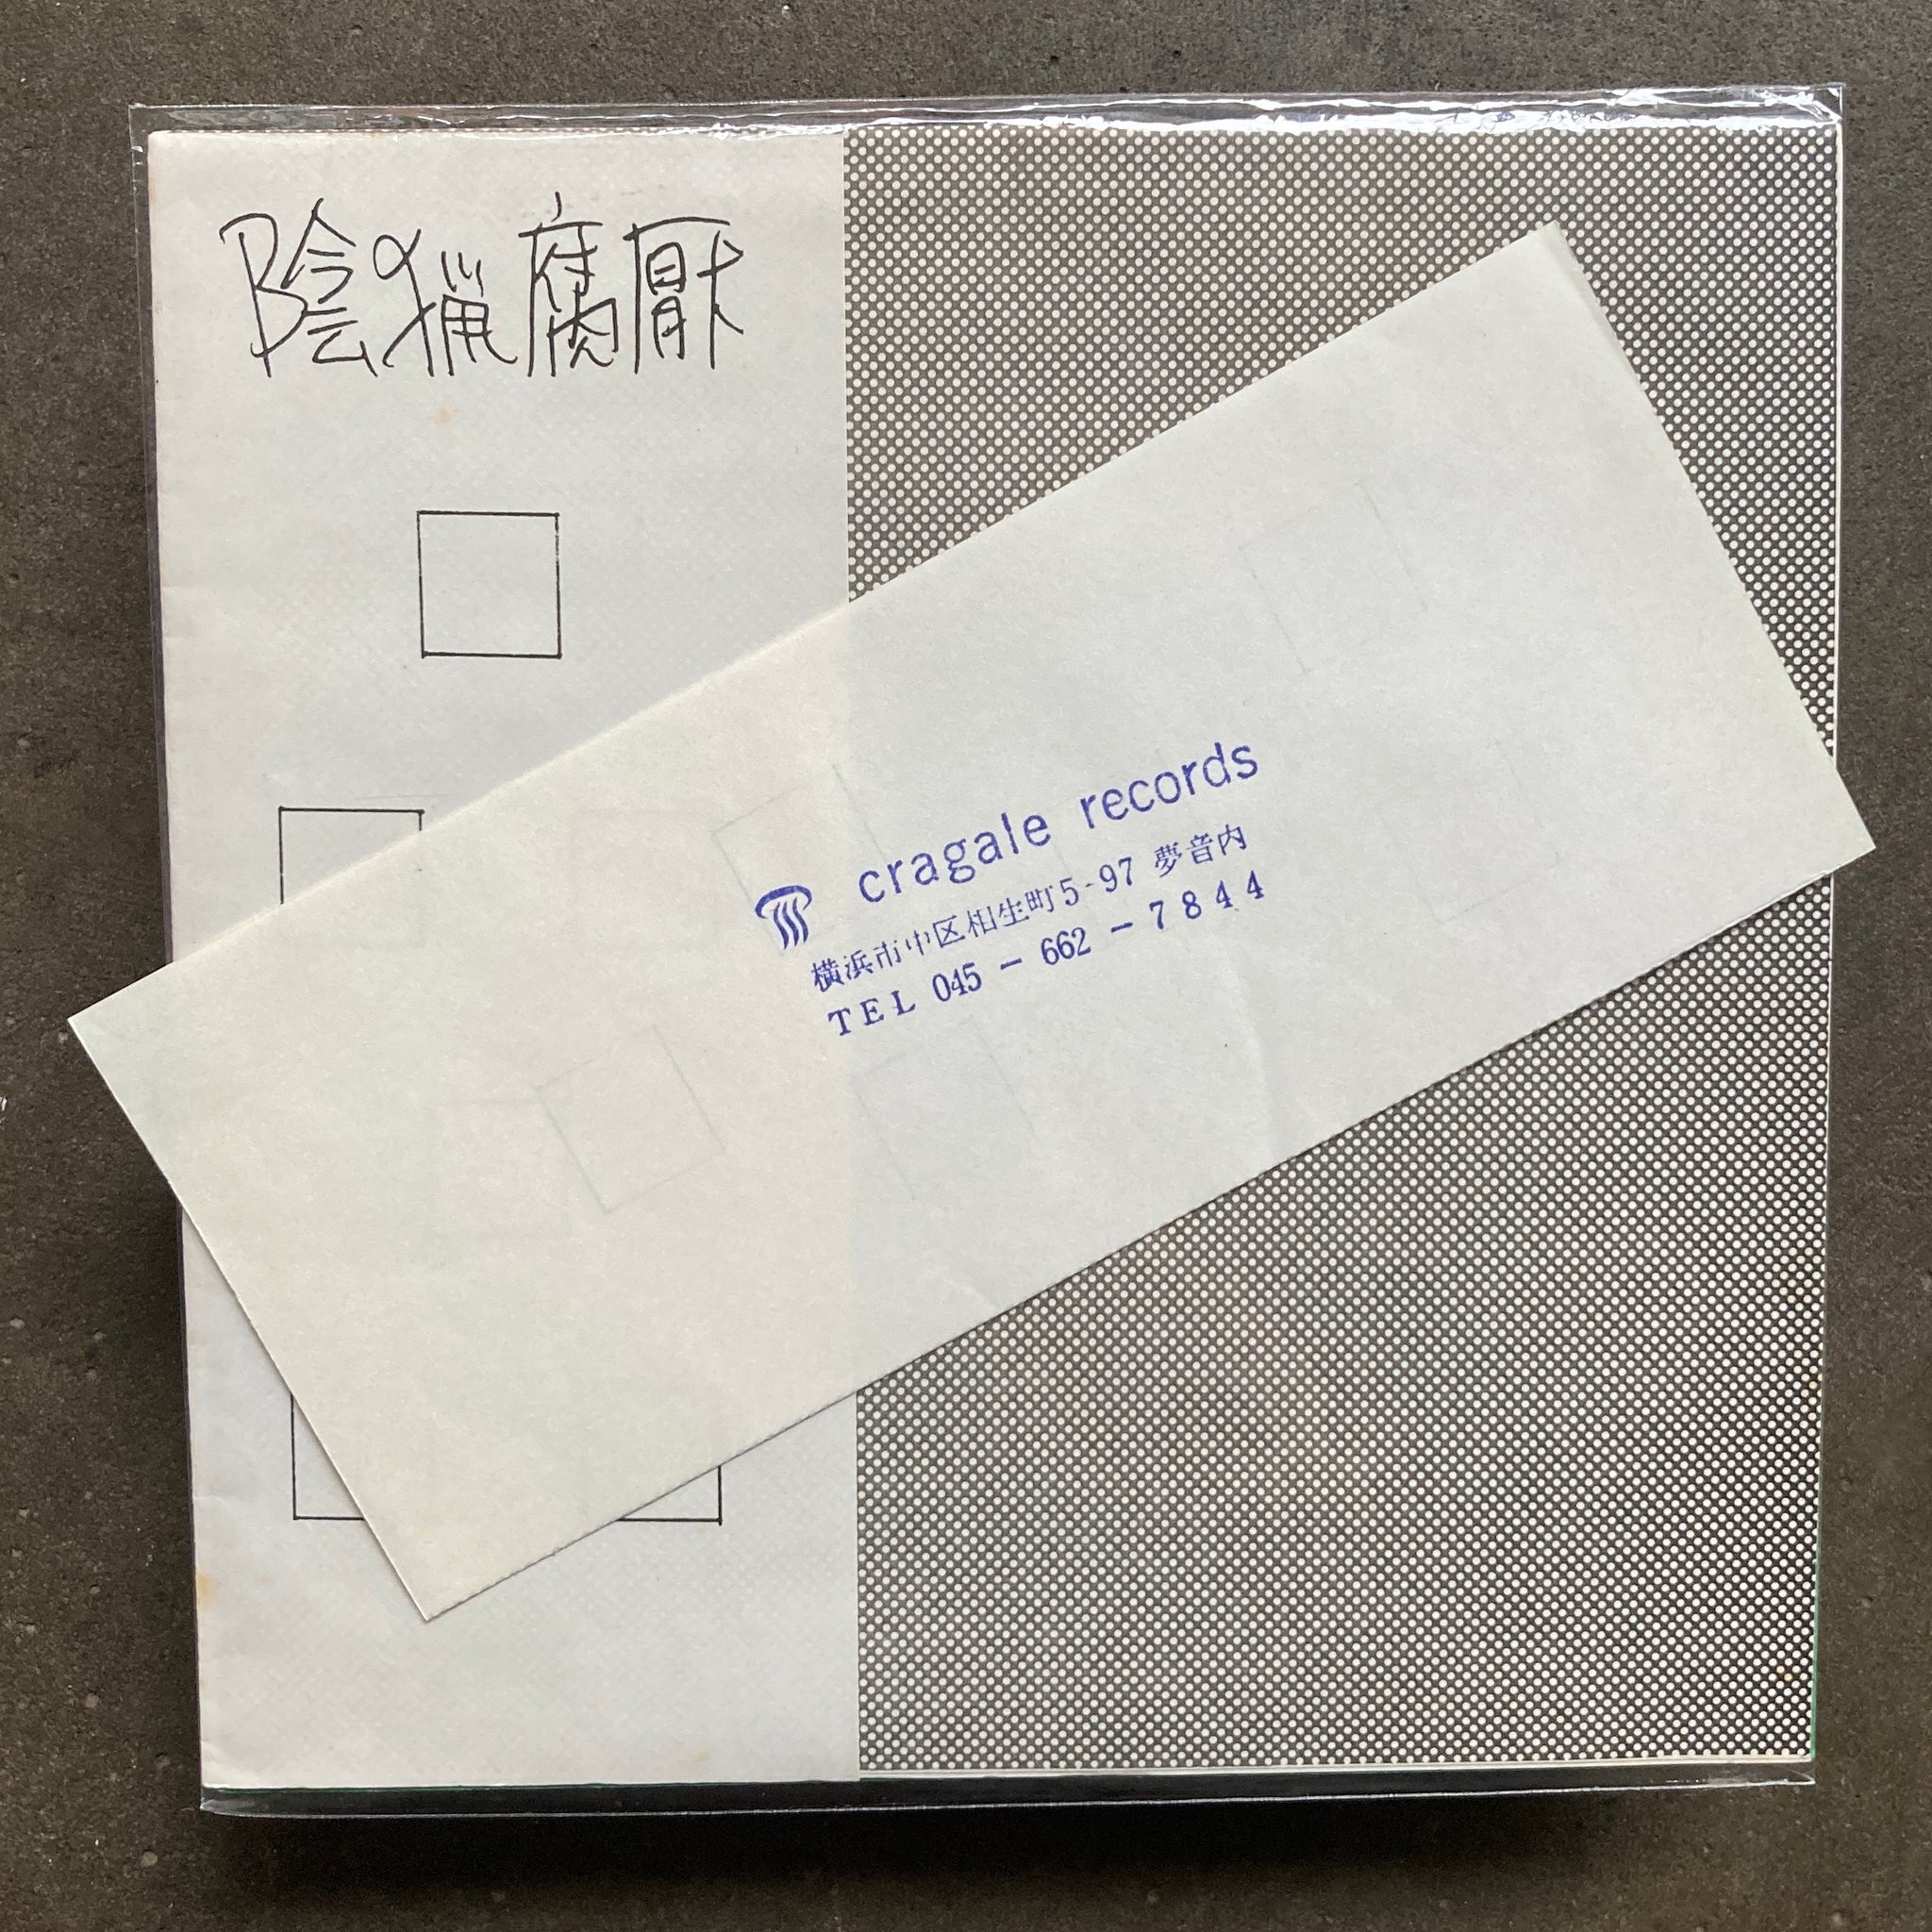 陰猟腐厭
cragale records
横浜市中区相生町5-97 夢音内
TEL 045 - 662 - 7844